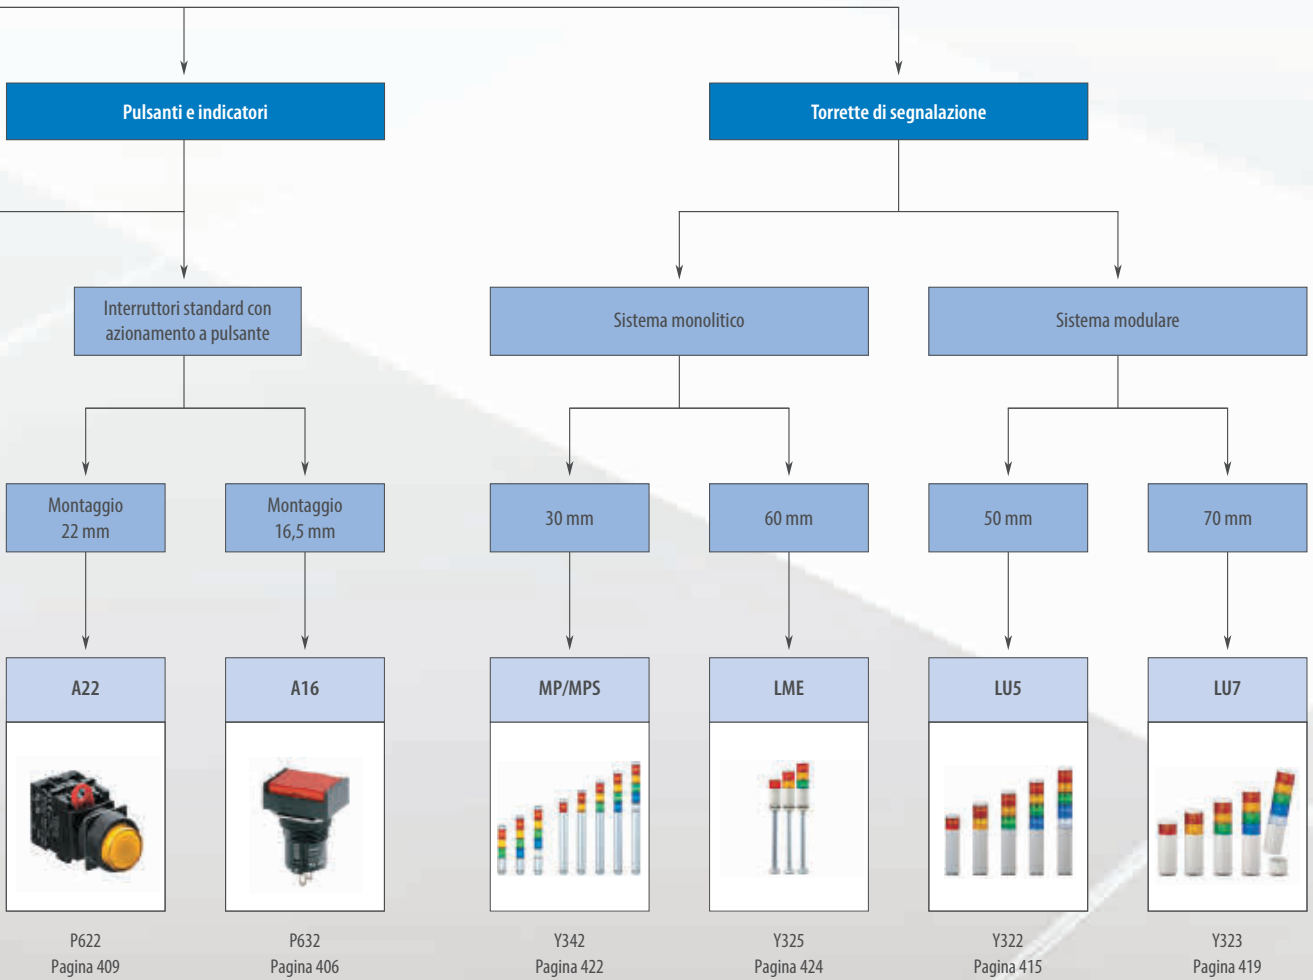 Pulsanti e indicatori
Torrette di segnalazione
Interruttori standard con
azionamento a pulsante
Sistema monolitico
Sistema modulare
Montaggio
22 mm
Montaggio
16,5 mm
30 mm
60 mm
50 mm
70 mm
A22
A16
MP/MPS
LME
LU5
LU7
P622
Pagina 409
P632
Pagina 406
Y342
Pagina 422
Y325
Pagina 424
Y322
Pagina 415
Y323
Pagina 419